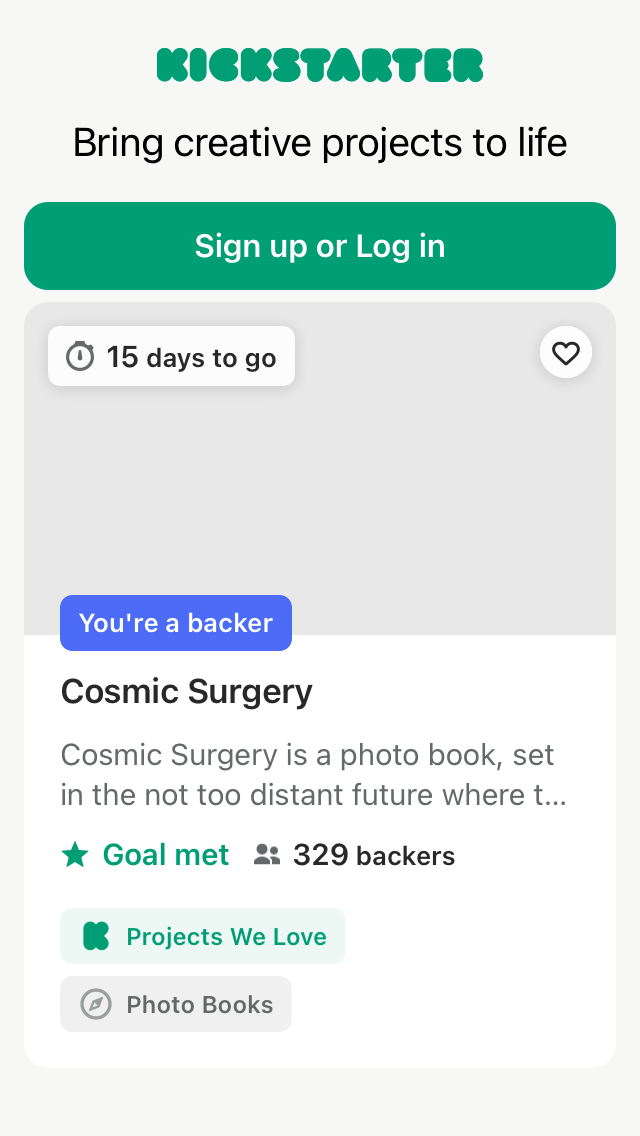 KICKSTARTER
Bring creative projects to life
Sign up or Log in
15 days to go
You're a backer
Cosmic Surgery
Cosmic Surgery is a photo book, set
in the not too distant future where t...
Goal met 329 backers
Projects We Love
Photo Books